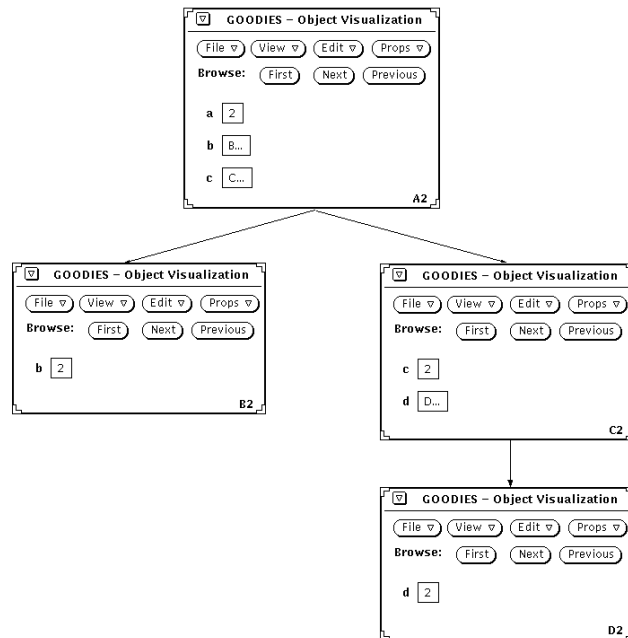 GOODIES – Object Visualization
File View Edit Props
Browse: First Next Previous
a 2
b B...
c C...
A2
GOODIES – Object Visualization
File View Edit Props
Browse: First Next Previous
b 2
B2
GOODIES – Object Visualization
File View Edit Props
Browse: First Next Previous
c 2
d D...
C2
GOODIES – Object Visualization
File View Edit Props
Browse: First Next Previous
d 2
D2